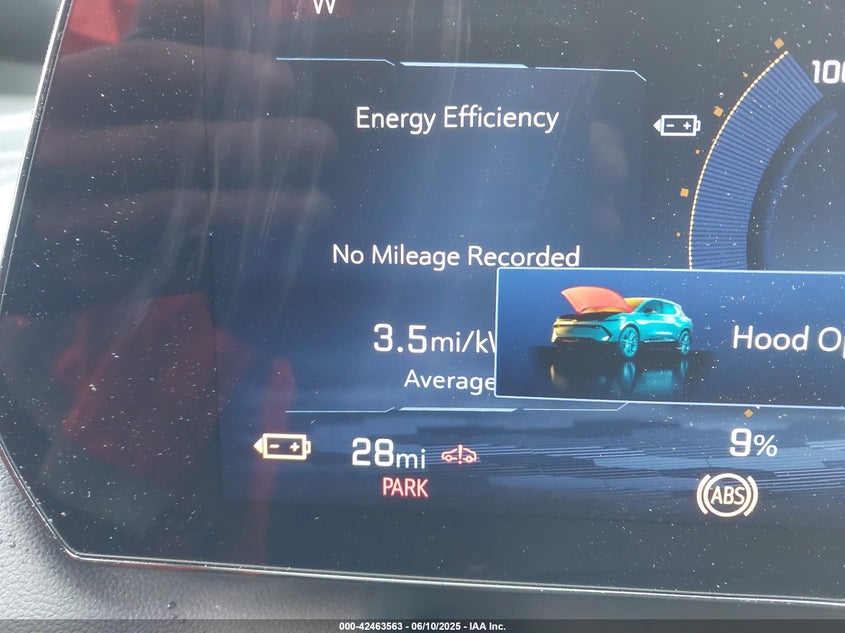 W
100
Energy Efficiency
No Mileage Recorded
3.5mi/k
Hood Op
Average
28mi
9%
PARK
ABS
000-42463563 - 06/10/2025 - IAA Inc.